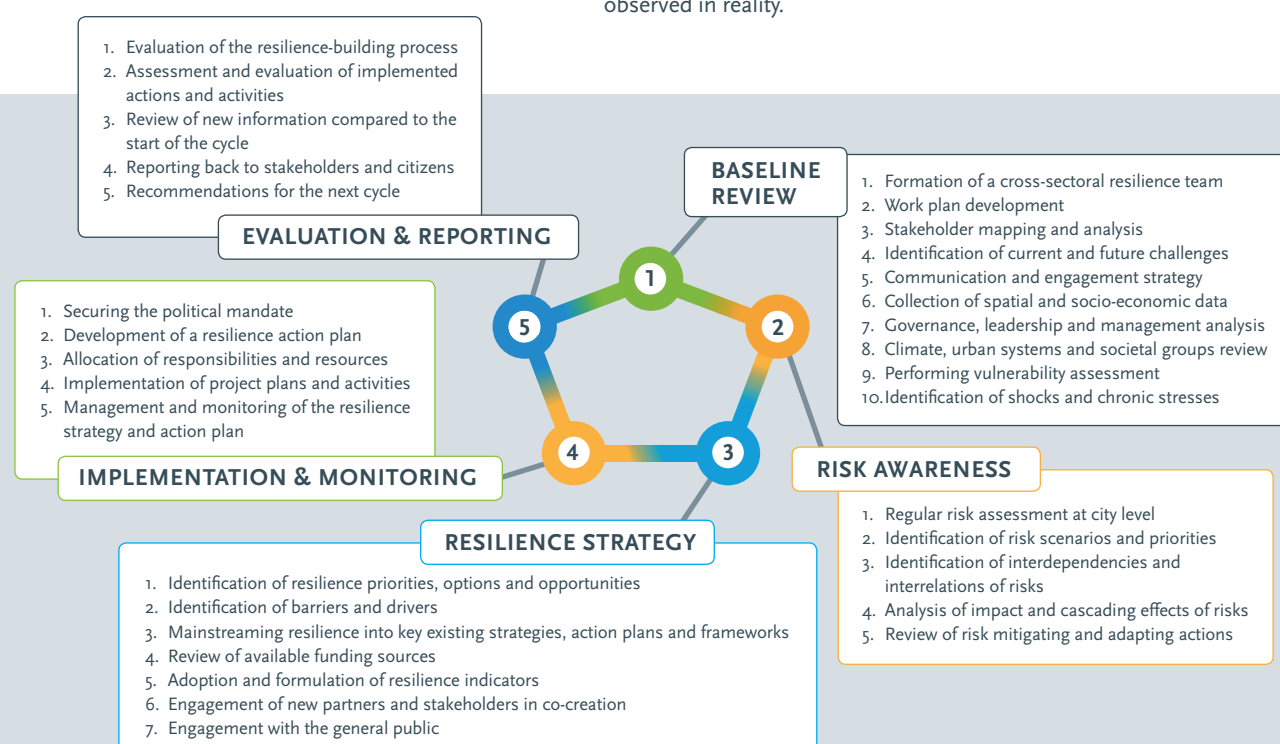 observed in reality.
1. Evaluation of the resilience-building process
2. Assessment and evaluation of implemented
actions and activities
3. Review of new information compared to the
start of the cycle
4. Reporting back to stakeholders and citizens
5. Recommendations for the next cycle
EVALUATION & REPORTING
BASELINE
REVIEW
1. Formation of a cross-sectoral resilience team
2. Work plan development
3. Stakeholder mapping and analysis
4. Identification of current and future challenges
5. Communication and engagement strategy
6. Collection of spatial and socio-economic data
7. Governance, leadership and management analysis
8. Climate, urban systems and societal groups review
9. Performing vulnerability assessment
10. Identification of shocks and chronic stresses
1
2
3
4
5
1. Securing the political mandate
2. Development of a resilience action plan
3. Allocation of responsibilities and resources
4. Implementation of project plans and activities
5. Management and monitoring of the resilience
strategy and action plan
IMPLEMENTATION & MONITORING
RISK AWARENESS
1. Regular risk assessment at city level
2. Identification of risk scenarios and priorities
3. Identification of interdependencies and
interrelations of risks
4. Analysis of impact and cascading effects of risks
5. Review of risk mitigating and adapting actions
RESILIENCE STRATEGY
1. Identification of resilience priorities, options and opportunities
2. Identification of barriers and drivers
3. Mainstreaming resilience into key existing strategies, action plans and frameworks
4. Review of available funding sources
5. Adoption and formulation of resilience indicators
6. Engagement of new partners and stakeholders in co-creation
7. Engagement with the general public